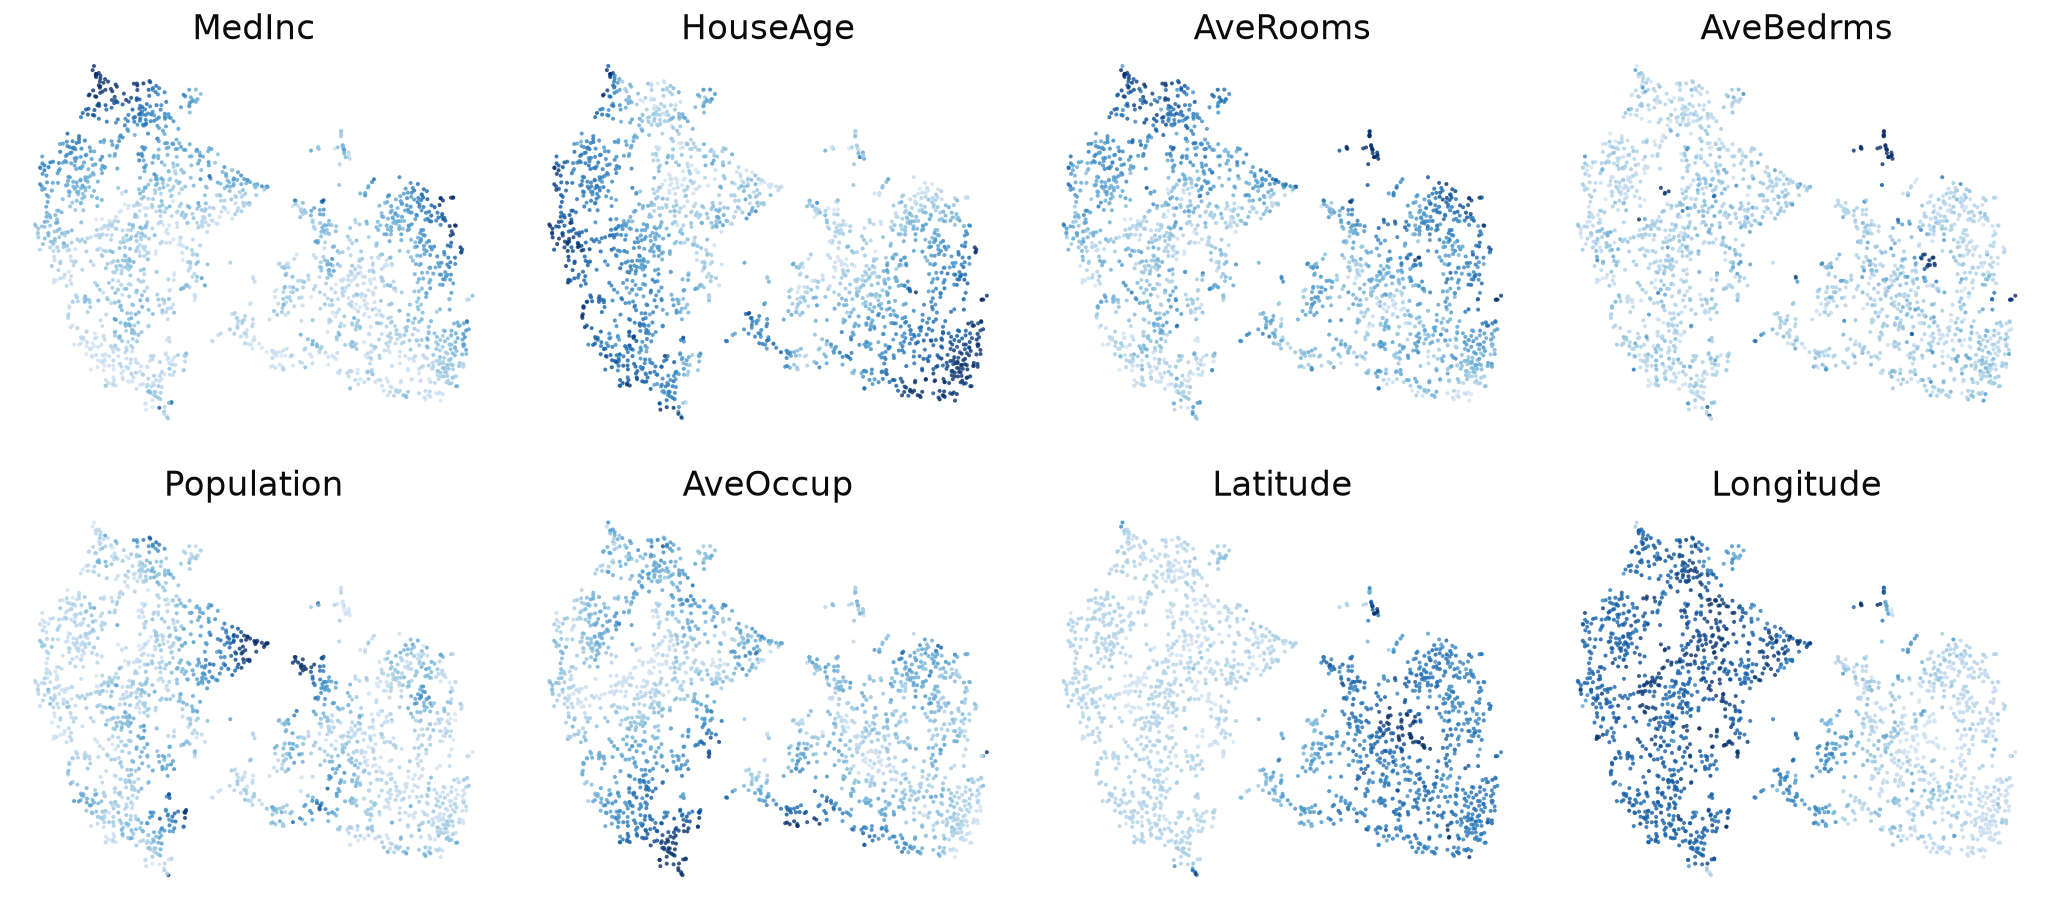 MedInc
HouseAge
AveRooms
AveBedrms
Population
AveOccup
Latitude
Longitude